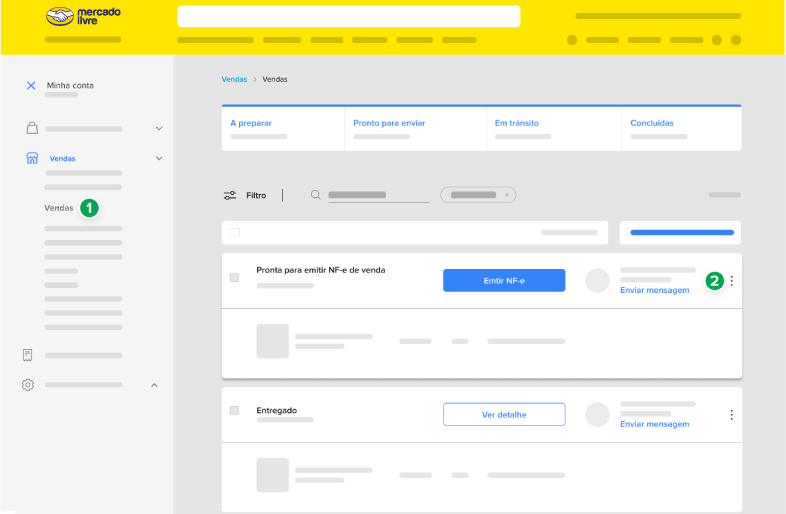 mercado
livre
Minha conta
Vendas
Vendas
1
Vendas > Vendas
A preparar
Pronto para enviar
Em trânsito
Concluídas
Filtro
×
Pronta para emitir NF-e de venda
Emtir NF-e
2
Enviar mensagem
Entregado
Ver detalhe
Enviar mensagem